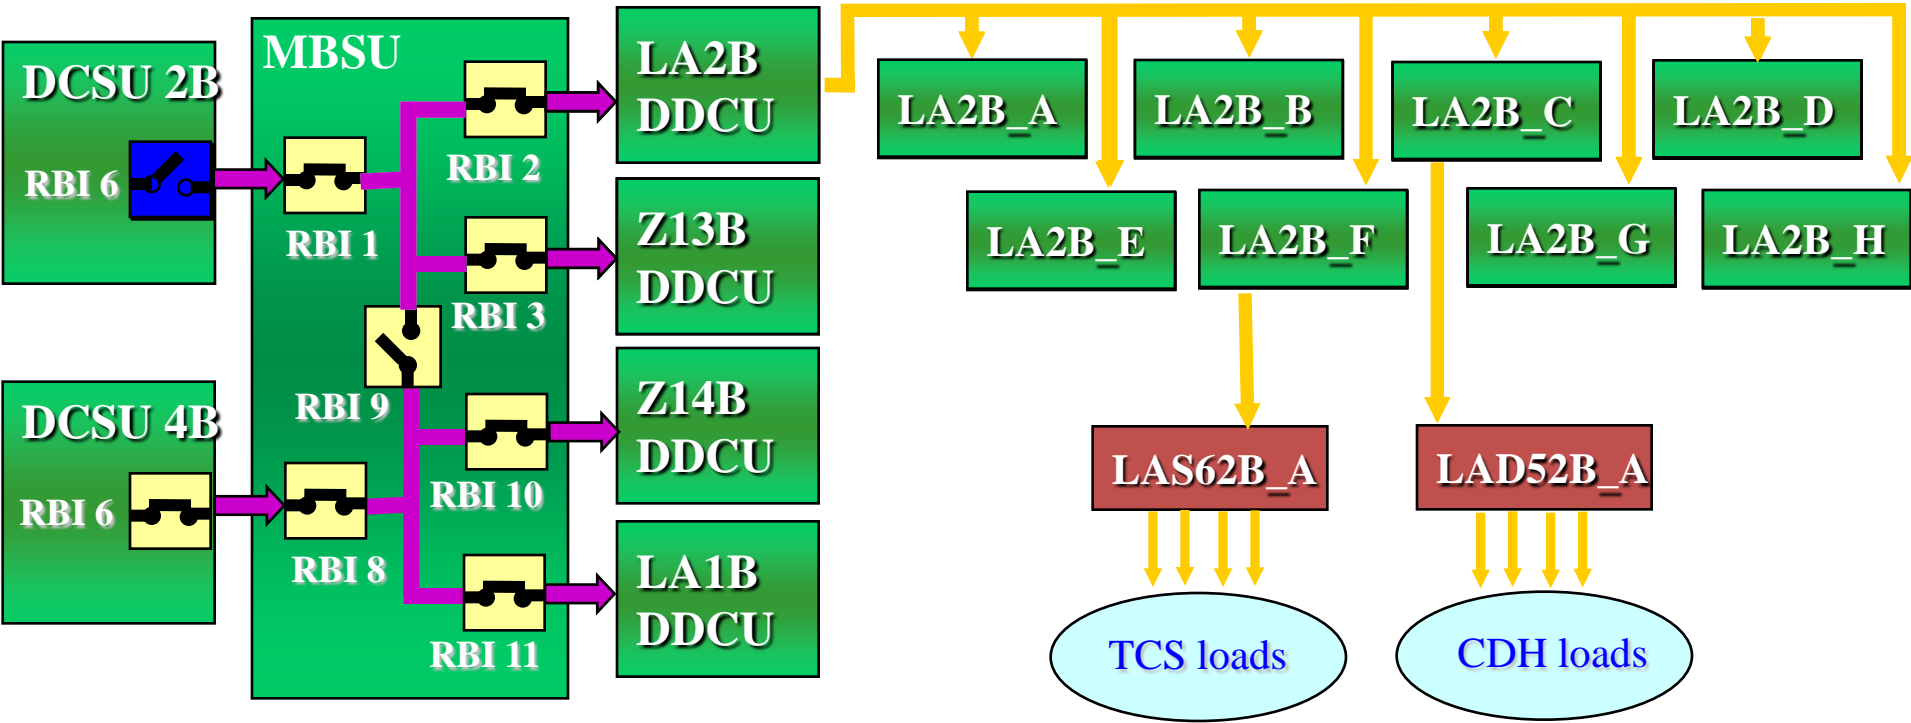 DCSU 2B
RBI 6
DCSU 4B
RBI 6
MBSU
RBI 1
RBI 2
RBI 3
RBI 9
RBI 10
RBI 8
RBI 11
LA2B
DDCU
Z13B
DDCU
Z14B
DDCU
LA1B
DDCU
LA2B_A
LA2B_B
LA2B_C
LA2B_D
LA2B_E
LA2B_F
LA2B_G
LA2B_H
LAS62B_A
LAD52B_A
TCS loads
CDH loads